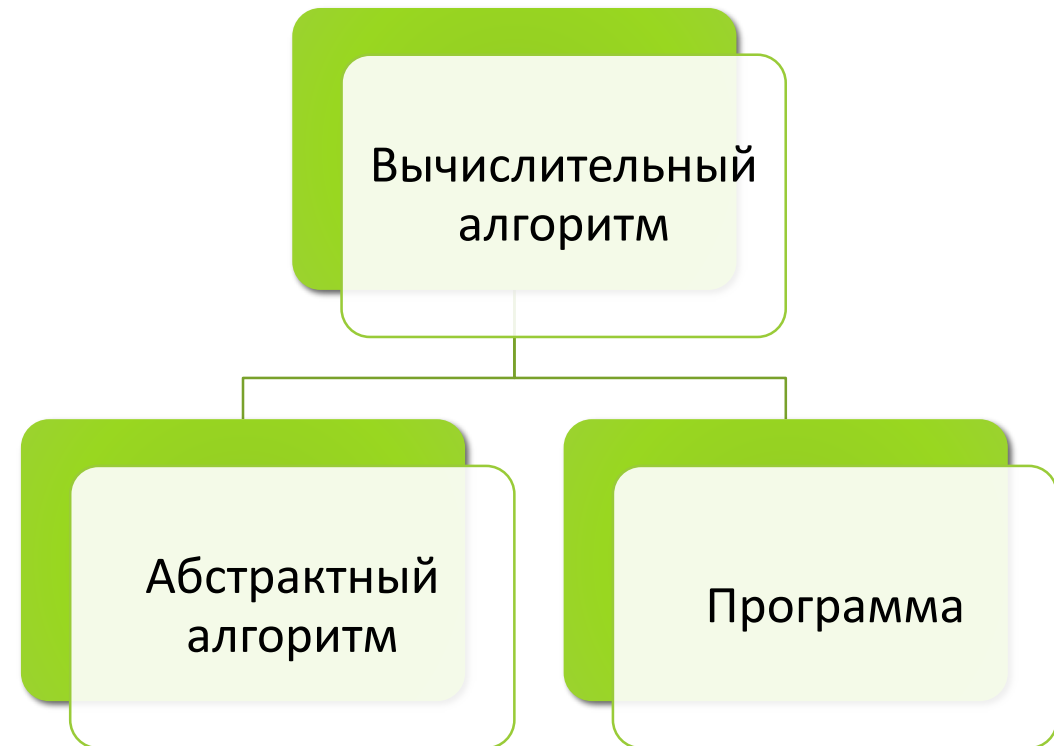 Вычислительный
алгоритм
Абстрактный
алгоритм
Программа